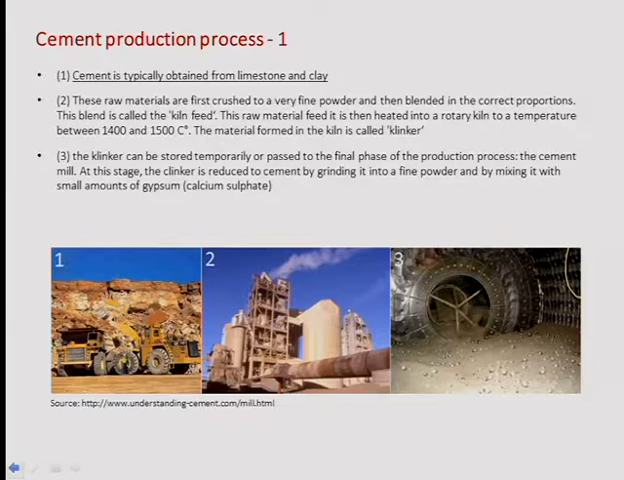 Cement production process - 1
• (1) Cement is typically obtained from limestone and clay
• (2) These raw materials are first crushed to a very fine powder and then blended in the correct proportions.
This blend is called the 'kiln feed'. This raw material feed it is then heated into a rotary kiln to a temperature
between 1400 and 1500 C°. The material formed in the kiln is called 'klinker'
• (3) the klinker can be stored temporarily or passed to the final phase of the production process: the cement
mill. At this stage, the clinker is reduced to cement by grinding it into a fine powder and by mixing it with
small amounts of gypsum (calcium sulphate)
1 2 3
Source: http://www.understanding-cement.com/mill.html